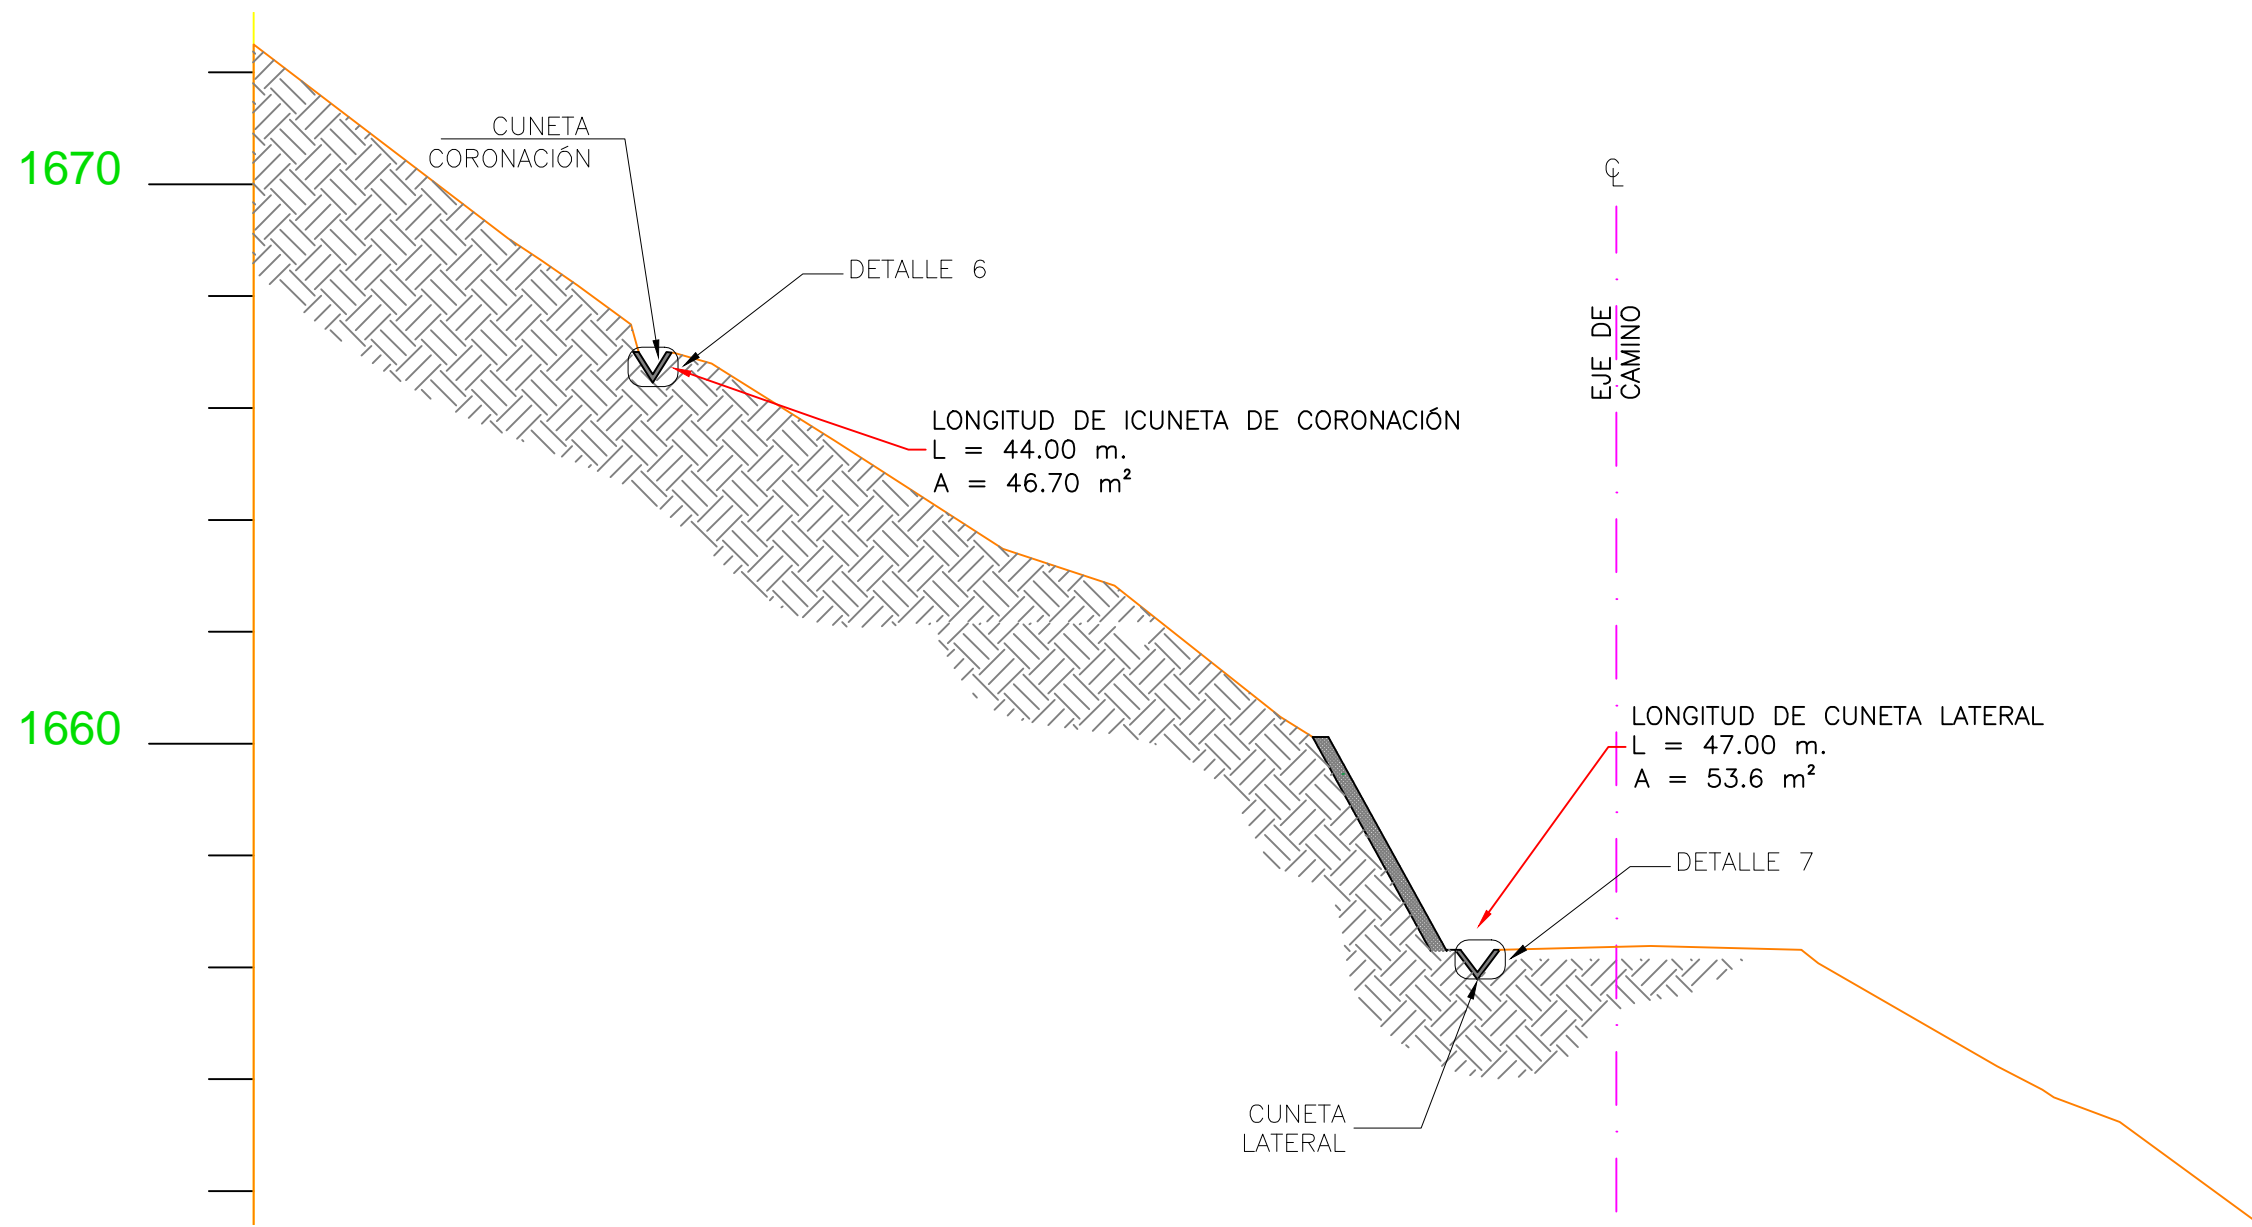 CUNETA
CORONACIÓN
1670
℄
DETALLE 6
EJE DE
CAMINO
LONGITUD DE ICUNETA DE CORONACIÓN
L = 44.00 m.
A = 46.70 m²
1660
LONGITUD DE CUNETA LATERAL
L = 47.00 m.
A = 53.6 m²
DETALLE 7
CUNETA
LATERAL